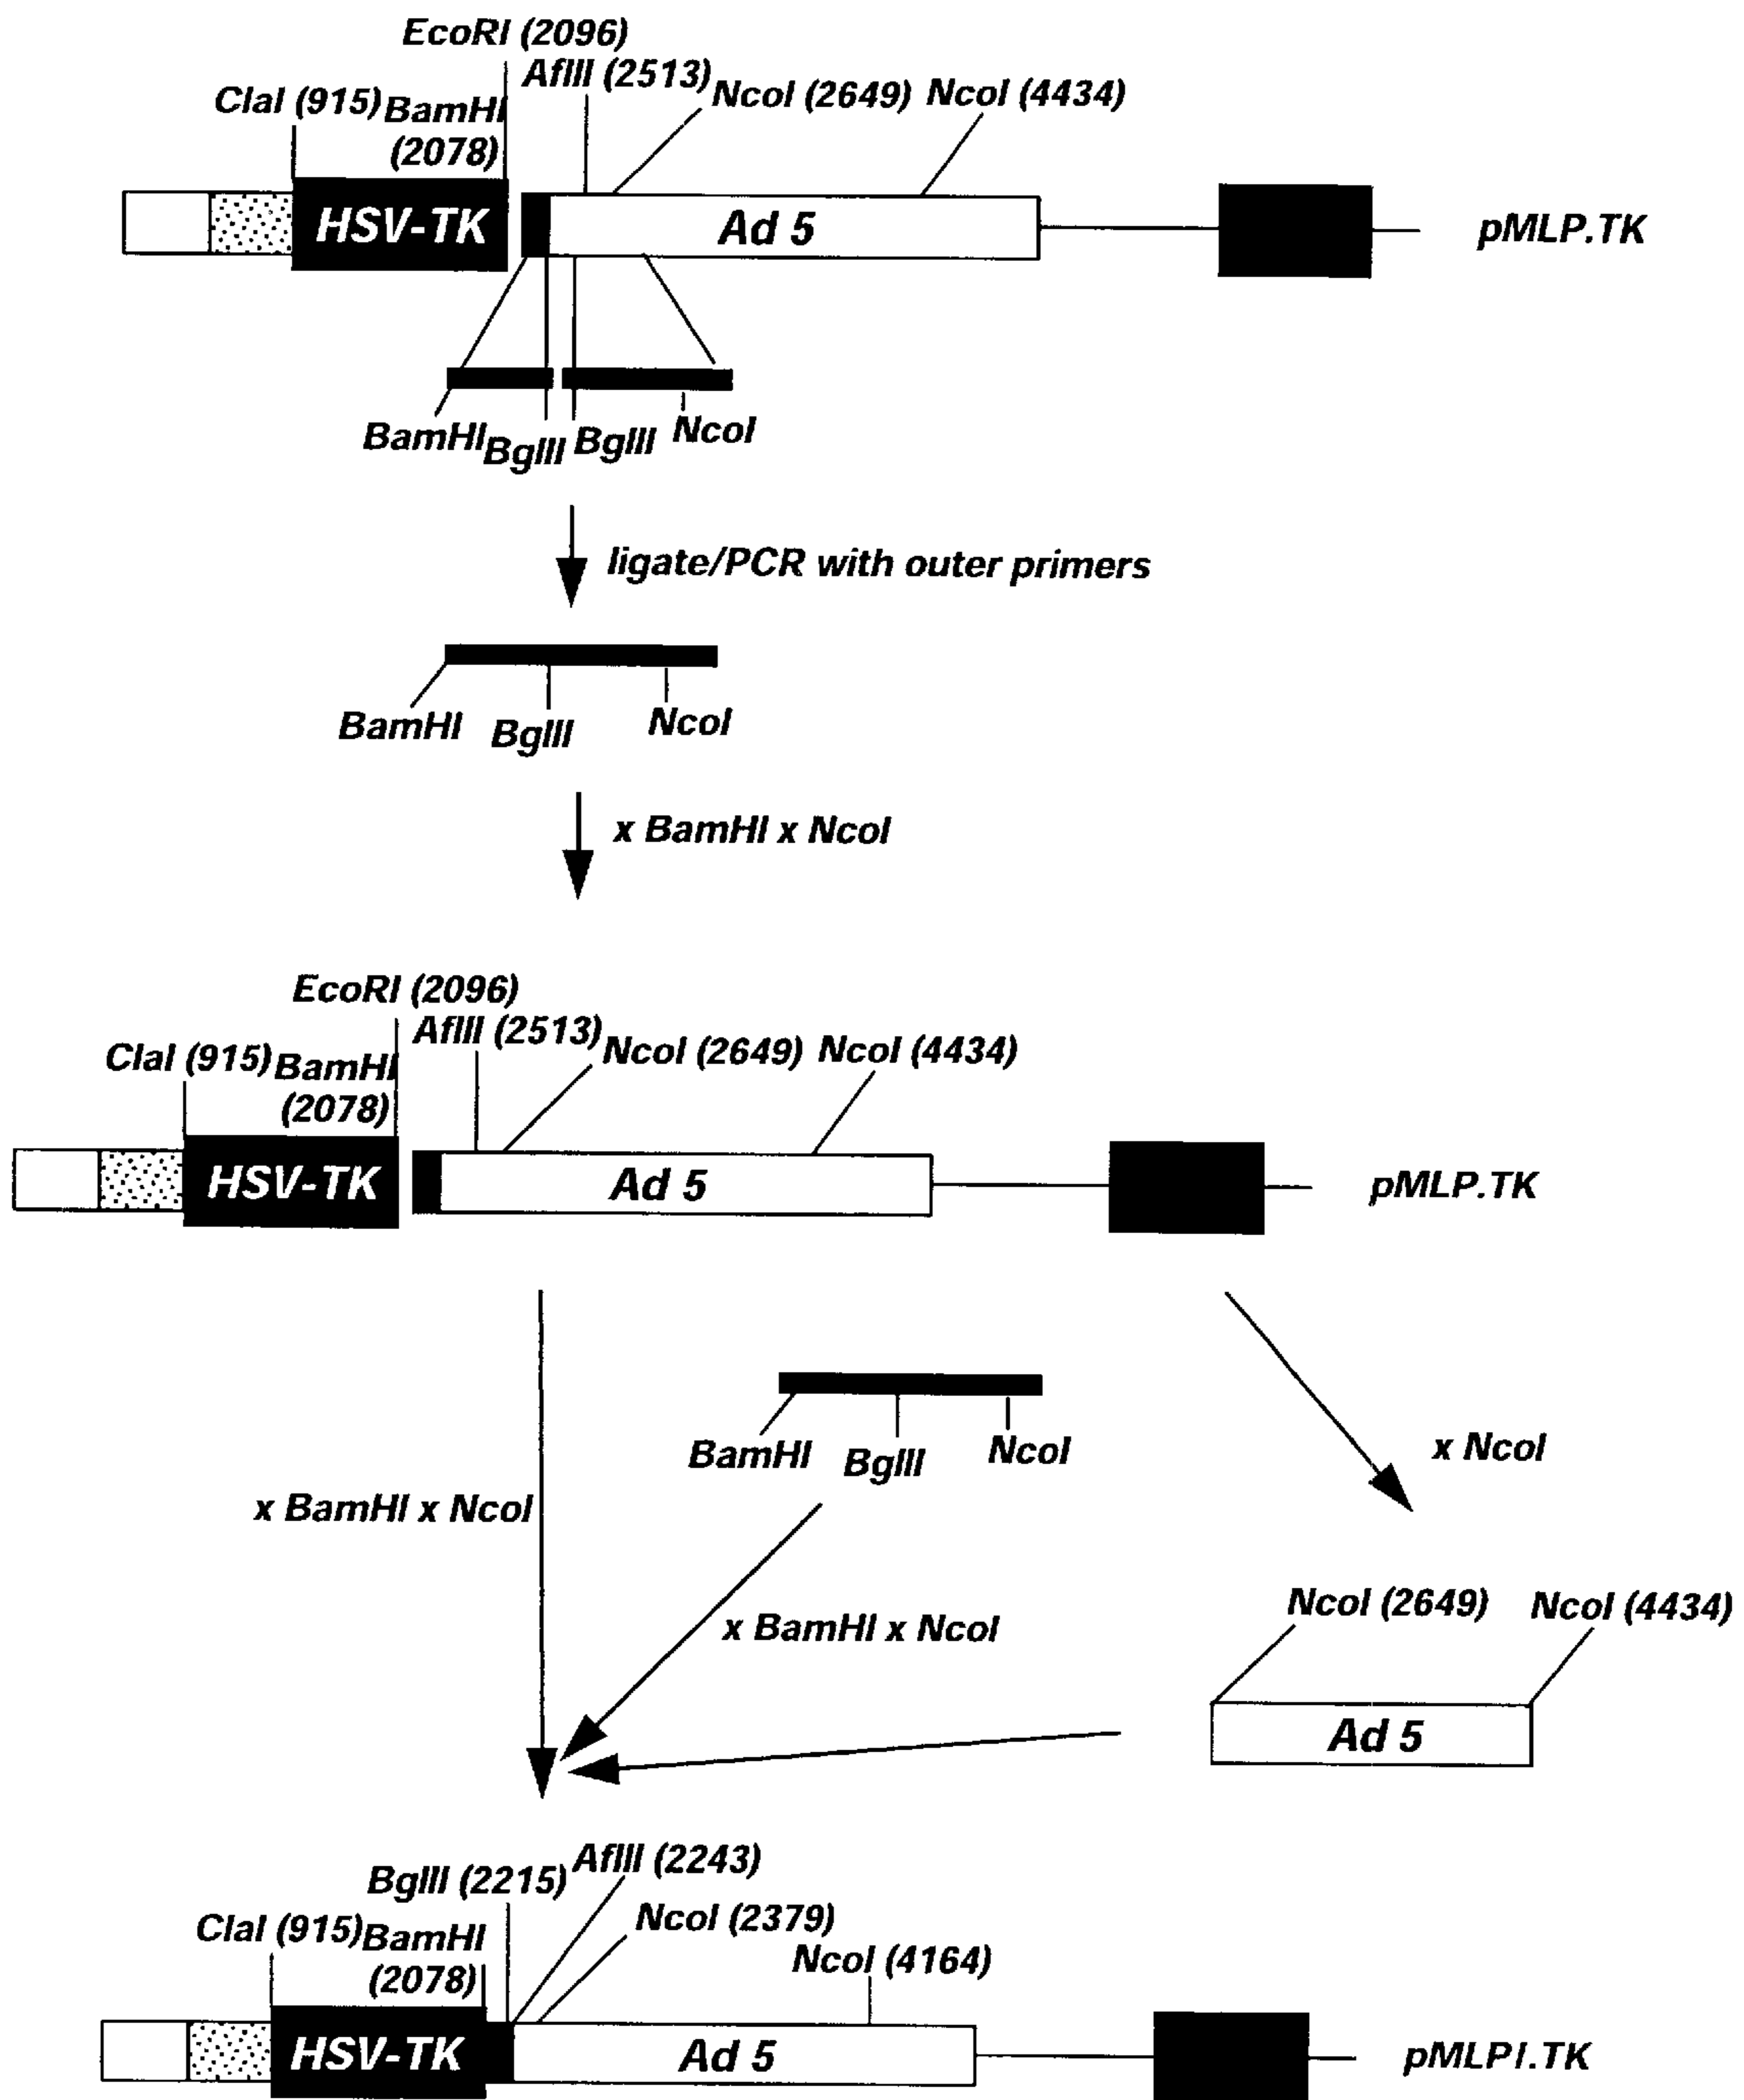 EcoRI (2096)
AflIII (2513)
ClaI (915)
BamHI
(2078)
NcoI (2649)
NcoI (4434)
HSV-TK
Ad 5
pMLP.TK
BamHI
BglII
BglII
NcoI
ligate/PCR with outer primers
BamHI
BglII
NcoI
x BamHI x NcoI
EcoRI (2096)
AflIII (2513)
ClaI (915)
BamHI
(2078)
NcoI (2649)
NcoI (4434)
HSV-TK
Ad 5
pMLP.TK
BamHI
BglII
NcoI
x NcoI
x BamHI x NcoI
x BamHI x NcoI
NcoI (2649)
NcoI (4434)
Ad 5
AflIII (2243)
BglII (2215)
NcoI (2379)
ClaI (915)
BamHI
(2078)
NcoI (4164)
HSV-TK
Ad 5
pMLPI.TK